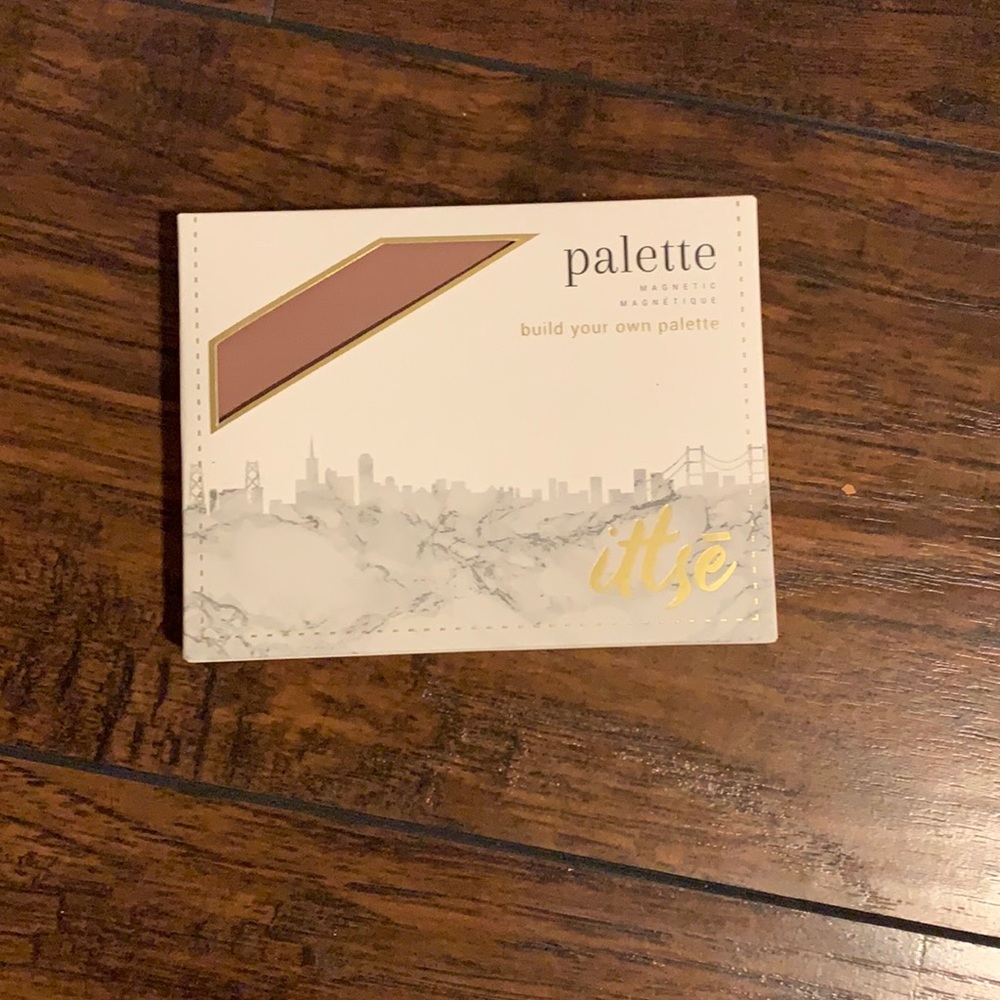 palette
MAGNETIC
MAGNÉTIQUE
build your own palette
ittsē